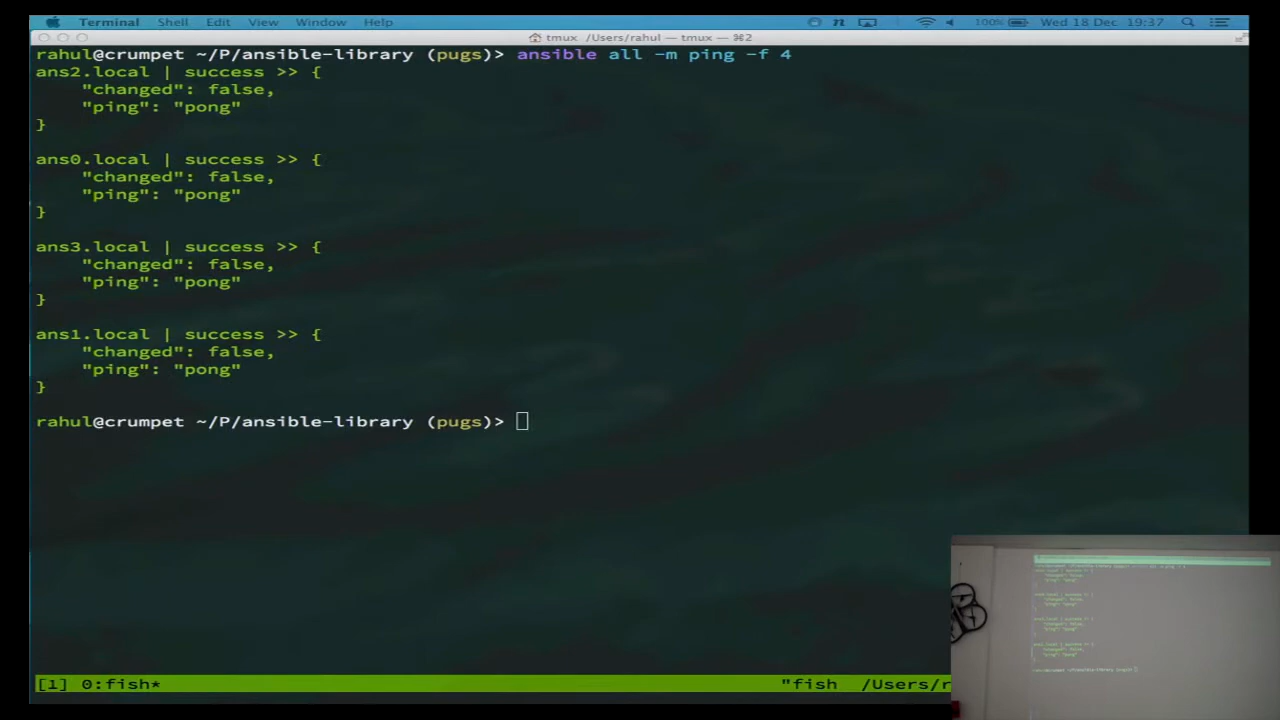 Terminal Shell Edit View Window Help 100% Wed 18 Dec 19:37
tmux /Users/rahul — tmux — ⌘2
rahul@crumpet ~/P/ansible-library (pugs)> ansible all -m ping -f 4
ans2.local | success >> {
"changed": false,
"ping": "pong"
}
ans0.local | success >> {
"changed": false,
"ping": "pong"
}
ans3.local | success >> {
"changed": false,
"ping": "pong"
}
ans1.local | success >> {
"changed": false,
"ping": "pong"
}
rahul@crumpet ~/P/ansible-library (pugs)>
[1] 0:fish* "fish /Users/r